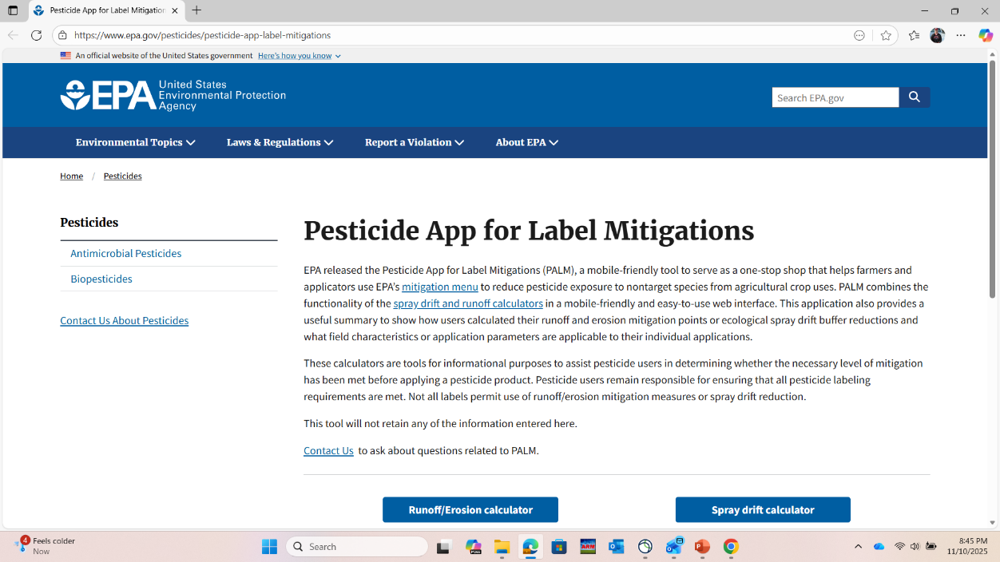 Pesticide App for Label Mitigation
https://www.epa.gov/pesticides/pesticide-app-label-mitigations
An official website of the United States government Here's how you know
EPA
United States
Environmental Protection
Agency
Search EPA.gov
Environmental Topics
Laws & Regulations
Report a Violation
About EPA
Home / Pesticides
Pesticides
Antimicrobial Pesticides
Biopesticides
Contact Us About Pesticides
Pesticide App for Label Mitigations
EPA released the Pesticide App for Label Mitigations (PALM), a mobile-friendly tool to serve as a one-stop shop that helps farmers and
applicators use EPA's mitigation menu to reduce pesticide exposure to nontarget species from agricultural crop uses. PALM combines the
functionality of the spray drift and runoff calculators in a mobile-friendly and easy-to-use web interface. This application also provides a
useful summary to show how users calculated their runoff and erosion mitigation points or ecological spray drift buffer reductions and
what field characteristics or application parameters are applicable to their individual applications.
These calculators are tools for informational purposes to assist pesticide users in determining whether the necessary level of mitigation
has been met before applying a pesticide product. Pesticide users remain responsible for ensuring that all pesticide labeling
requirements are met. Not all labels permit use of runoff/erosion mitigation measures or spray drift reduction.
This tool will not retain any of the information entered here.
Contact Us to ask about questions related to PALM.
Runoff/Erosion calculator
Spray drift calculator
4
Feels colder
Now
Search
M365
ARM
8:45 PM
11/10/2025